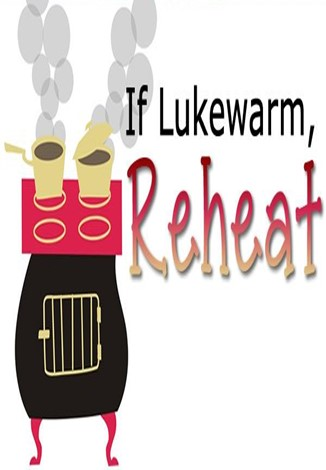 If Lukewarm,
Reheat